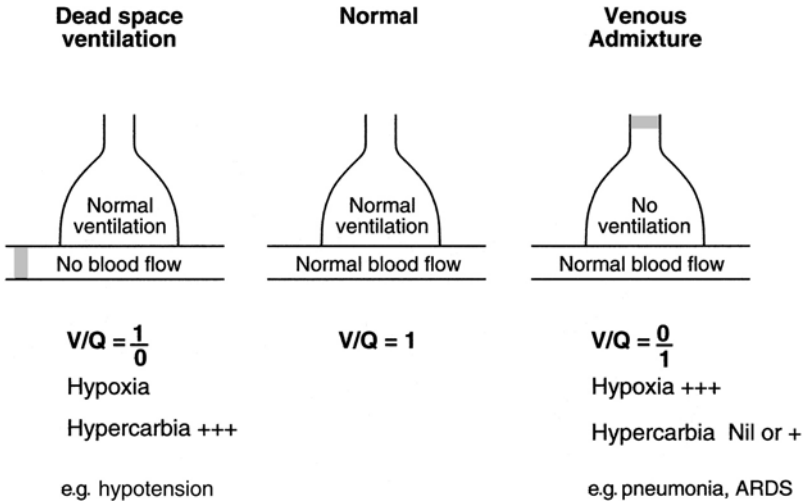 Dead space
ventilation
Normal
Venous
Admixture
Normal
ventilation
No blood flow
Normal
ventilation
Normal blood flow
No
ventilation
Normal blood flow
V/Q = 1/0
V/Q = 1
V/Q = 0/1
Hypoxia
Hypoxia +++
Hypercarbia +++
Hypercarbia Nil or +
e.g. hypotension
e.g. pneumonia, ARDS